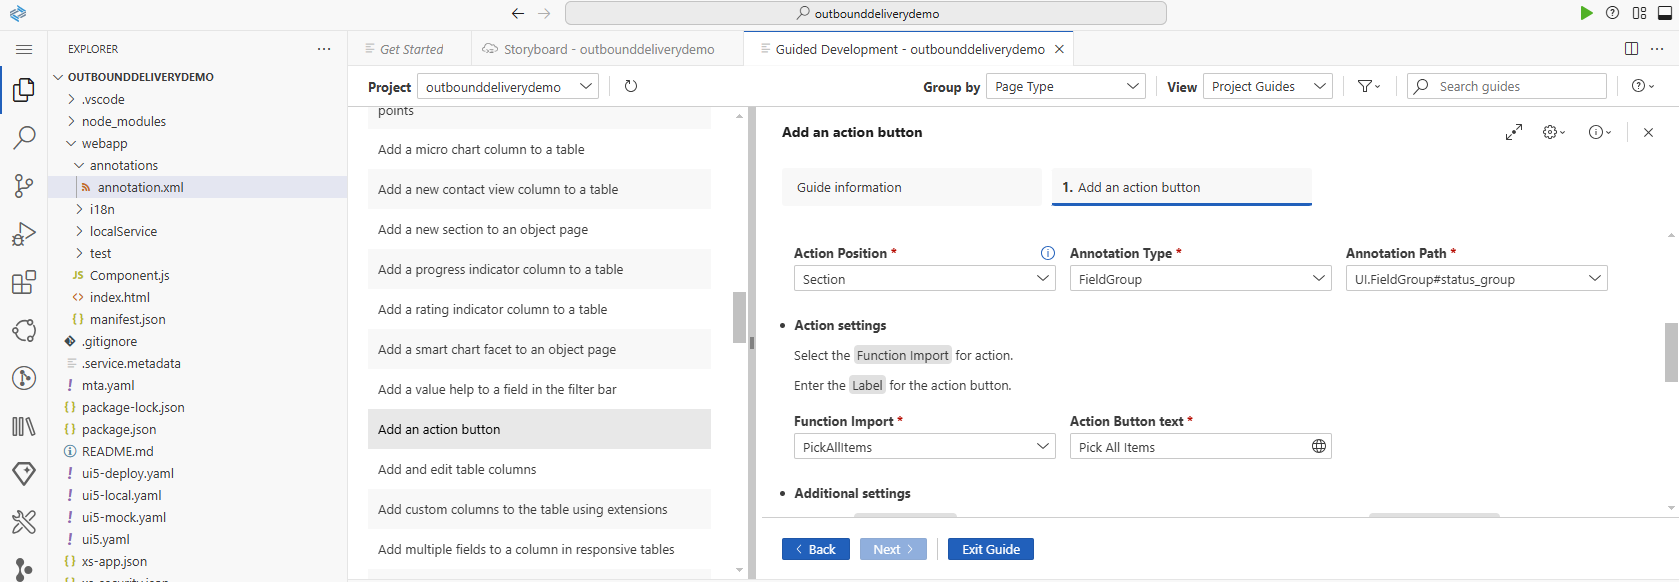 outbounddeliverydemo
EXPLORER
OUTBOUNDDELIVERYDEMO
.vscode
node_modules
webapp
annotations
annotation.xml
i18n
localService
test
JS Component.js
<> index.html
{} manifest.json
.gitignore
.service.metadata
! mta.yaml
{} package-lock.json
{} package.json
README.md
! ui5-deploy.yaml
! ui5-local.yaml
! ui5-mock.yaml
! ui5.yaml
{} xs-app.json
{} xs-security.json
Get Started
Storyboard - outbounddeliverydemo
Guided Development - outbounddeliverydemo
Project outbounddeliverydemo
Group by Page Type
View Project Guides
Search guides
points
Add a micro chart column to a table
Add a new contact view column to a table
Add a new section to an object page
Add a progress indicator column to a table
Add a rating indicator column to a table
Add a smart chart facet to an object page
Add a value help to a field in the filter bar
Add an action button
Add and edit table columns
Add custom columns to the table using extensions
Add multiple fields to a column in responsive tables
Add an action button
Guide information
1. Add an action button
Action Position * Annotation Type * Annotation Path *
Section FieldGroup UI.FieldGroup#status_group
• Action settings
Select the Function Import for action.
Enter the Label for the action button.
Function Import * Action Button text *
PickAllItems Pick All Items
• Additional settings
< Back Next > Exit Guide